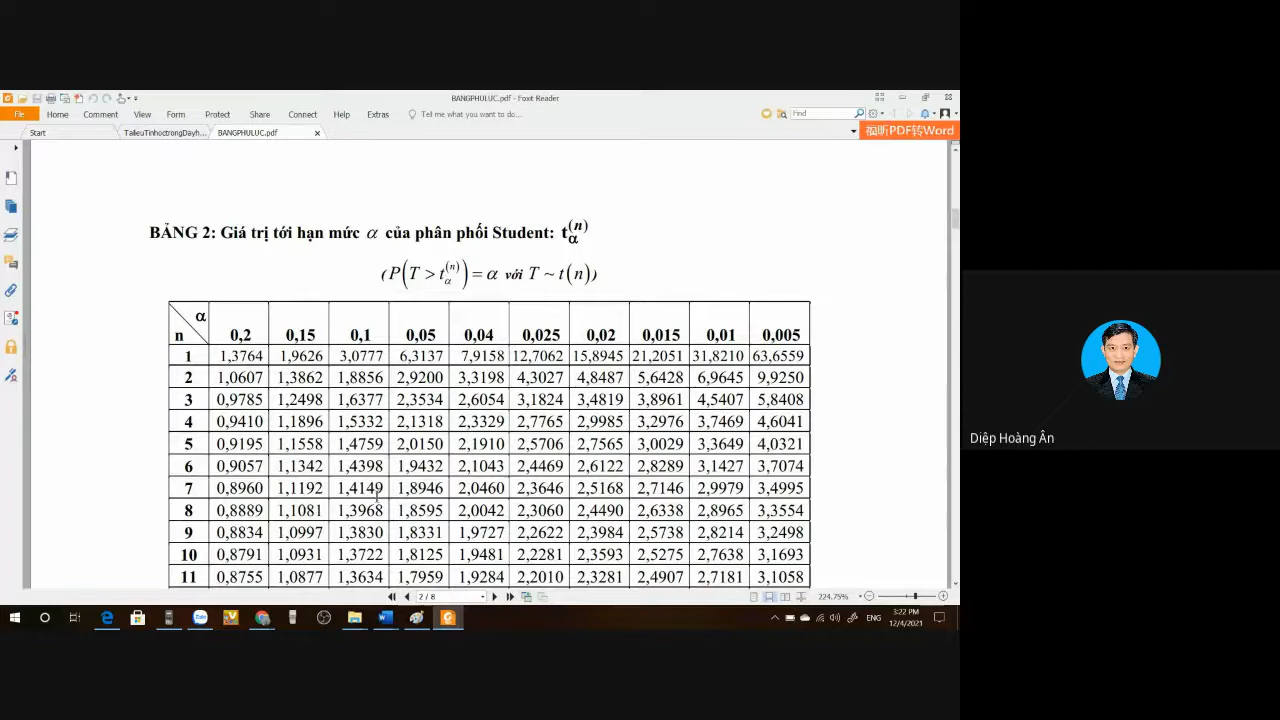 BANGPHULUC.pdf - Foxit Reader
File Home Comment View Form Protect Share Connect Help Extras Tell me what you want to do... Find
Start TailieuTinhoctrongDayh... BANGPHULUC.pdf 福昕PDF转Word
BẢNG 2: Giá trị tới hạn mức α của phân phối Student: t_α^(n)
(P(T > t_α^(n)) = α với T ~ t(n))
α
n 0,2 0,15 0,1 0,05 0,04 0,025 0,02 0,015 0,01 0,005
1 1,3764 1,9626 3,0777 6,3137 7,9158 12,7062 15,8945 21,2051 31,8210 63,6559
2 1,0607 1,3862 1,8856 2,9200 3,3198 4,3027 4,8487 5,6428 6,9645 9,9250
3 0,9785 1,2498 1,6377 2,3534 2,6054 3,1824 3,4819 3,8961 4,5407 5,8408
4 0,9410 1,1896 1,5332 2,1318 2,3329 2,7765 2,9985 3,2976 3,7469 4,6041
5 0,9195 1,1558 1,4759 2,0150 2,1910 2,5706 2,7565 3,0029 3,3649 4,0321
6 0,9057 1,1342 1,4398 1,9432 2,1043 2,4469 2,6122 2,8289 3,1427 3,7074
7 0,8960 1,1192 1,4149 1,8946 2,0460 2,3646 2,5168 2,7146 2,9979 3,4995
8 0,8889 1,1081 1,3968 1,8595 2,0042 2,3060 2,4490 2,6338 2,8965 3,3554
9 0,8834 1,0997 1,3830 1,8331 1,9727 2,2622 2,3984 2,5738 2,8214 3,2498
10 0,8791 1,0931 1,3722 1,8125 1,9481 2,2281 2,3593 2,5275 2,7638 3,1693
11 0,8755 1,0877 1,3634 1,7959 1,9284 2,2010 2,3281 2,4907 2,7181 3,1058
2 / 8 224.75%
Zalo ENG 3:22 PM
12/4/2021
Diệp Hoàng Ân